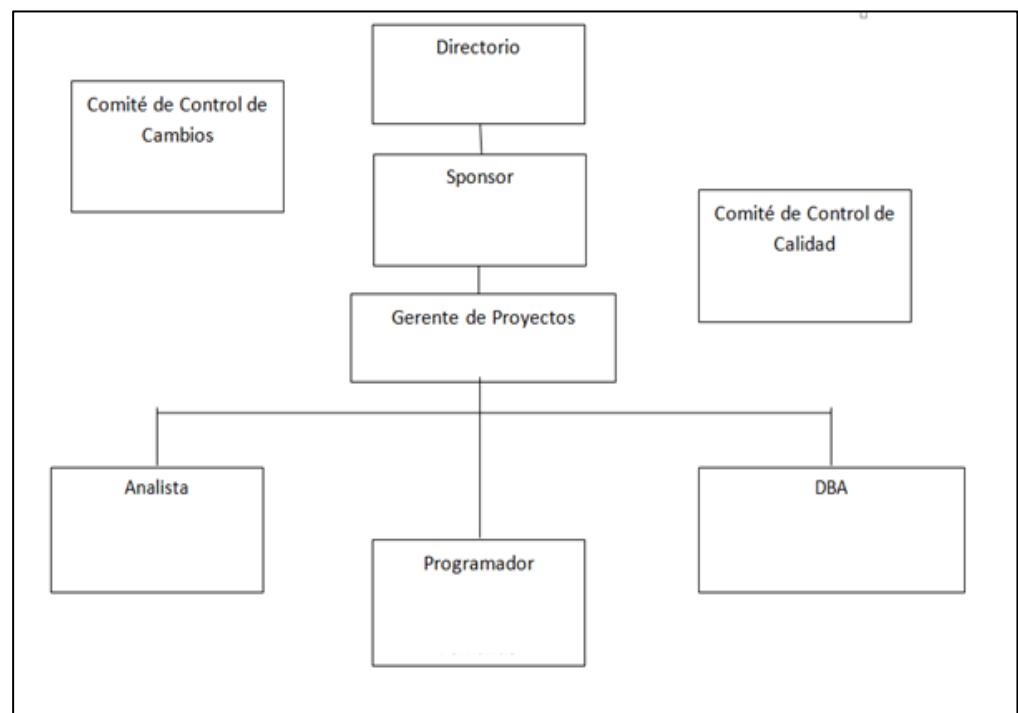 Directorio
Comité de Control de
Cambios
Sponsor
Comité de Control de
Calidad
Gerente de Proyectos
Analista
DBA
Programador